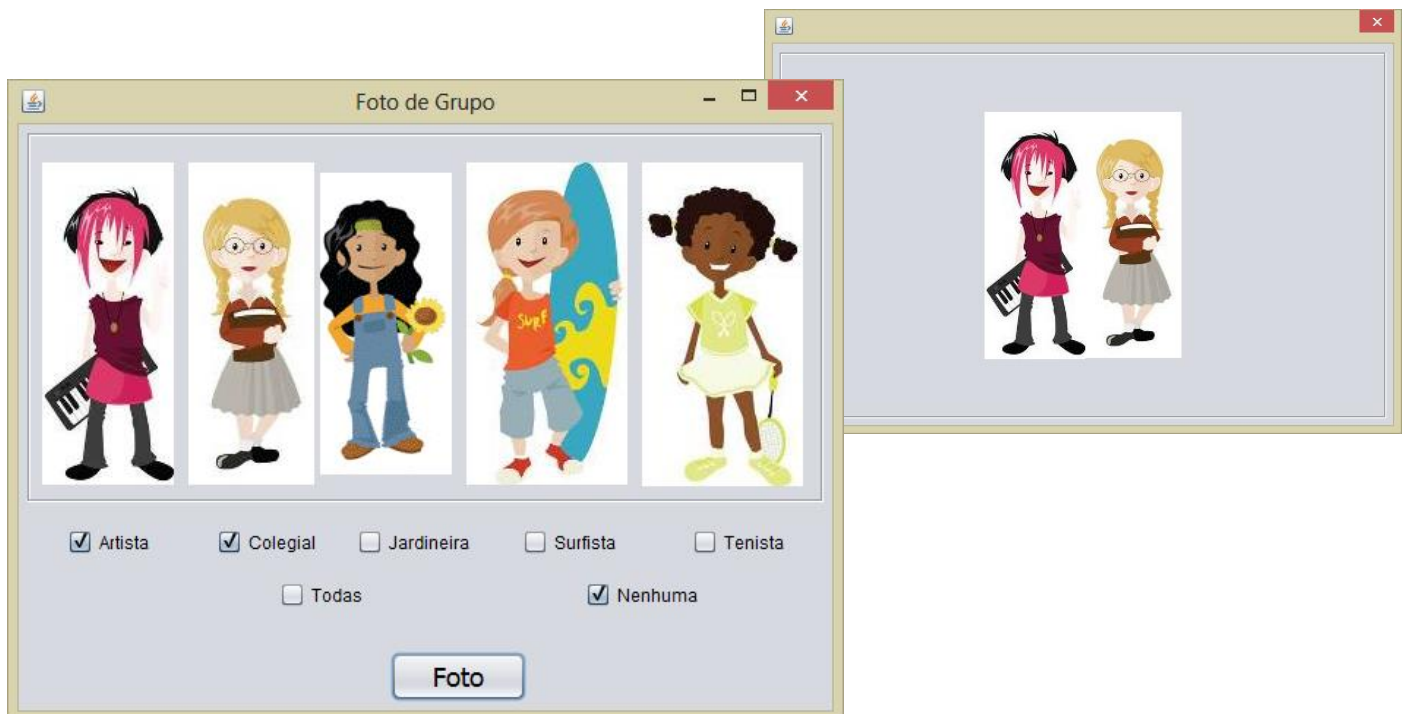 Foto de Grupo
SURF
Artista Colegial Jardineira Surfista Tenista
Todas Nenhuma
Foto